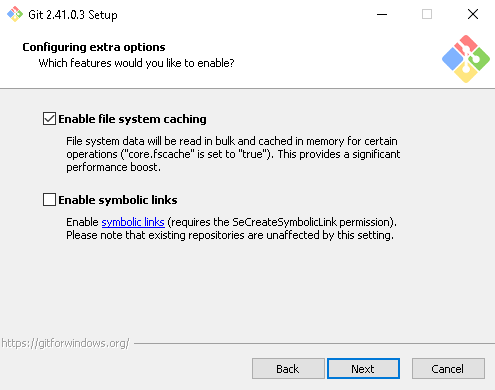 Git 2.41.0.3 Setup
Configuring extra options
Which features would you like to enable?
Enable file system caching
File system data will be read in bulk and cached in memory for certain
operations ("core.fscache" is set to "true"). This provides a significant
performance boost.
Enable symbolic links
Enable symbolic links (requires the SeCreateSymbolicLink permission).
Please note that existing repositories are unaffected by this setting.
https://gitforwindows.org/
Back Next Cancel